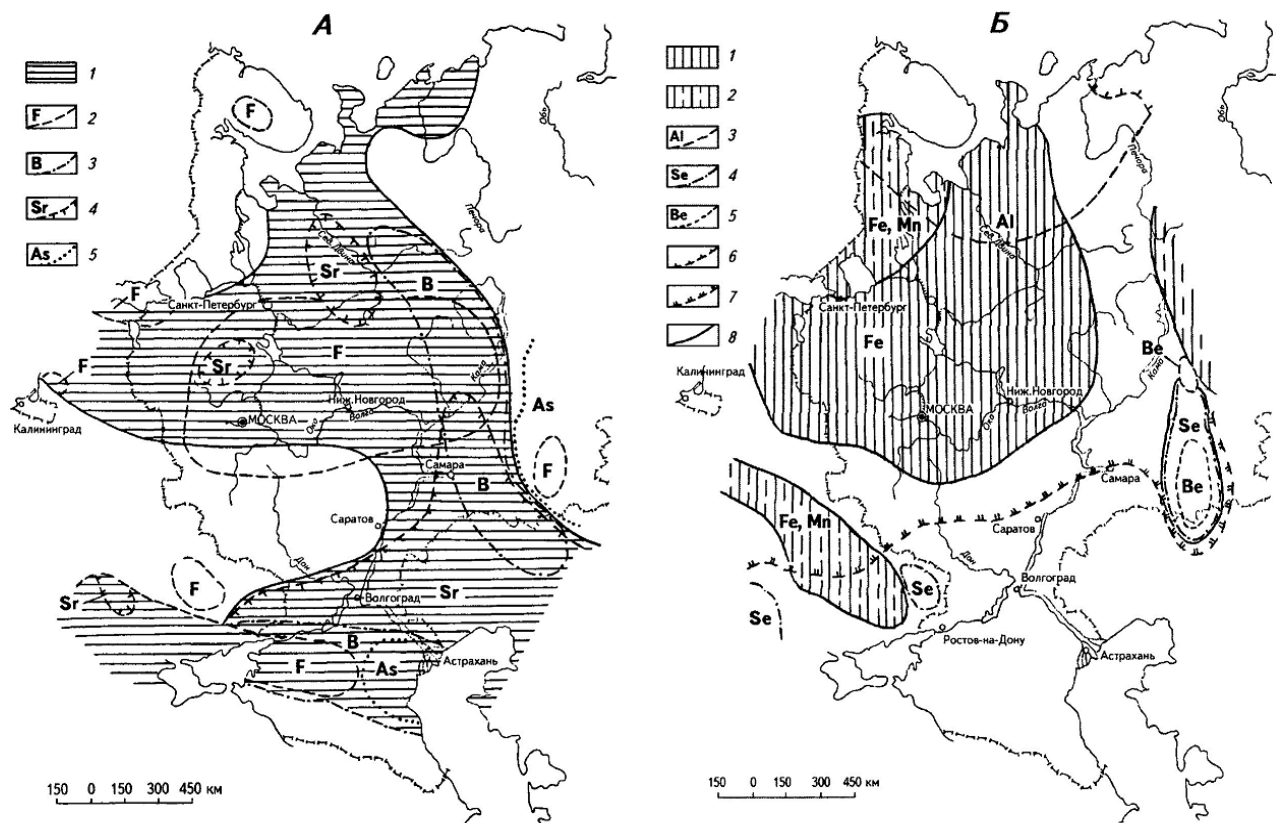 А
1
F 2
B 3
Sr 4
As 5
F
Обь
Печора
Сев. Двина
Sr
B
F
Санкт-Петербург
F
Sr
F
Кама
Ниж. Новгород
Волга
As
МОСКВА
Ока
Калининград
F
Самара
B
Саратов
Дон
Sr
F
Sr
Волгоград
B
F
As
Астрахань
150 0 150 300 450 км
Б
1
2
Al 3
Se 4
Be 5
6
7
8
Обь
Печора
Fe, Mn
Al
Сев. Двина
Санкт-Петербург
Fe
Be
Кама
Калининград
Ниж. Новгород
Волга
МОСКВА
Ока
Se
Самара
Be
Fe, Mn
Саратов
Дон
Se
Волгоград
Se
Ростов-на-Дону
Астрахань
150 0 150 300 450 км